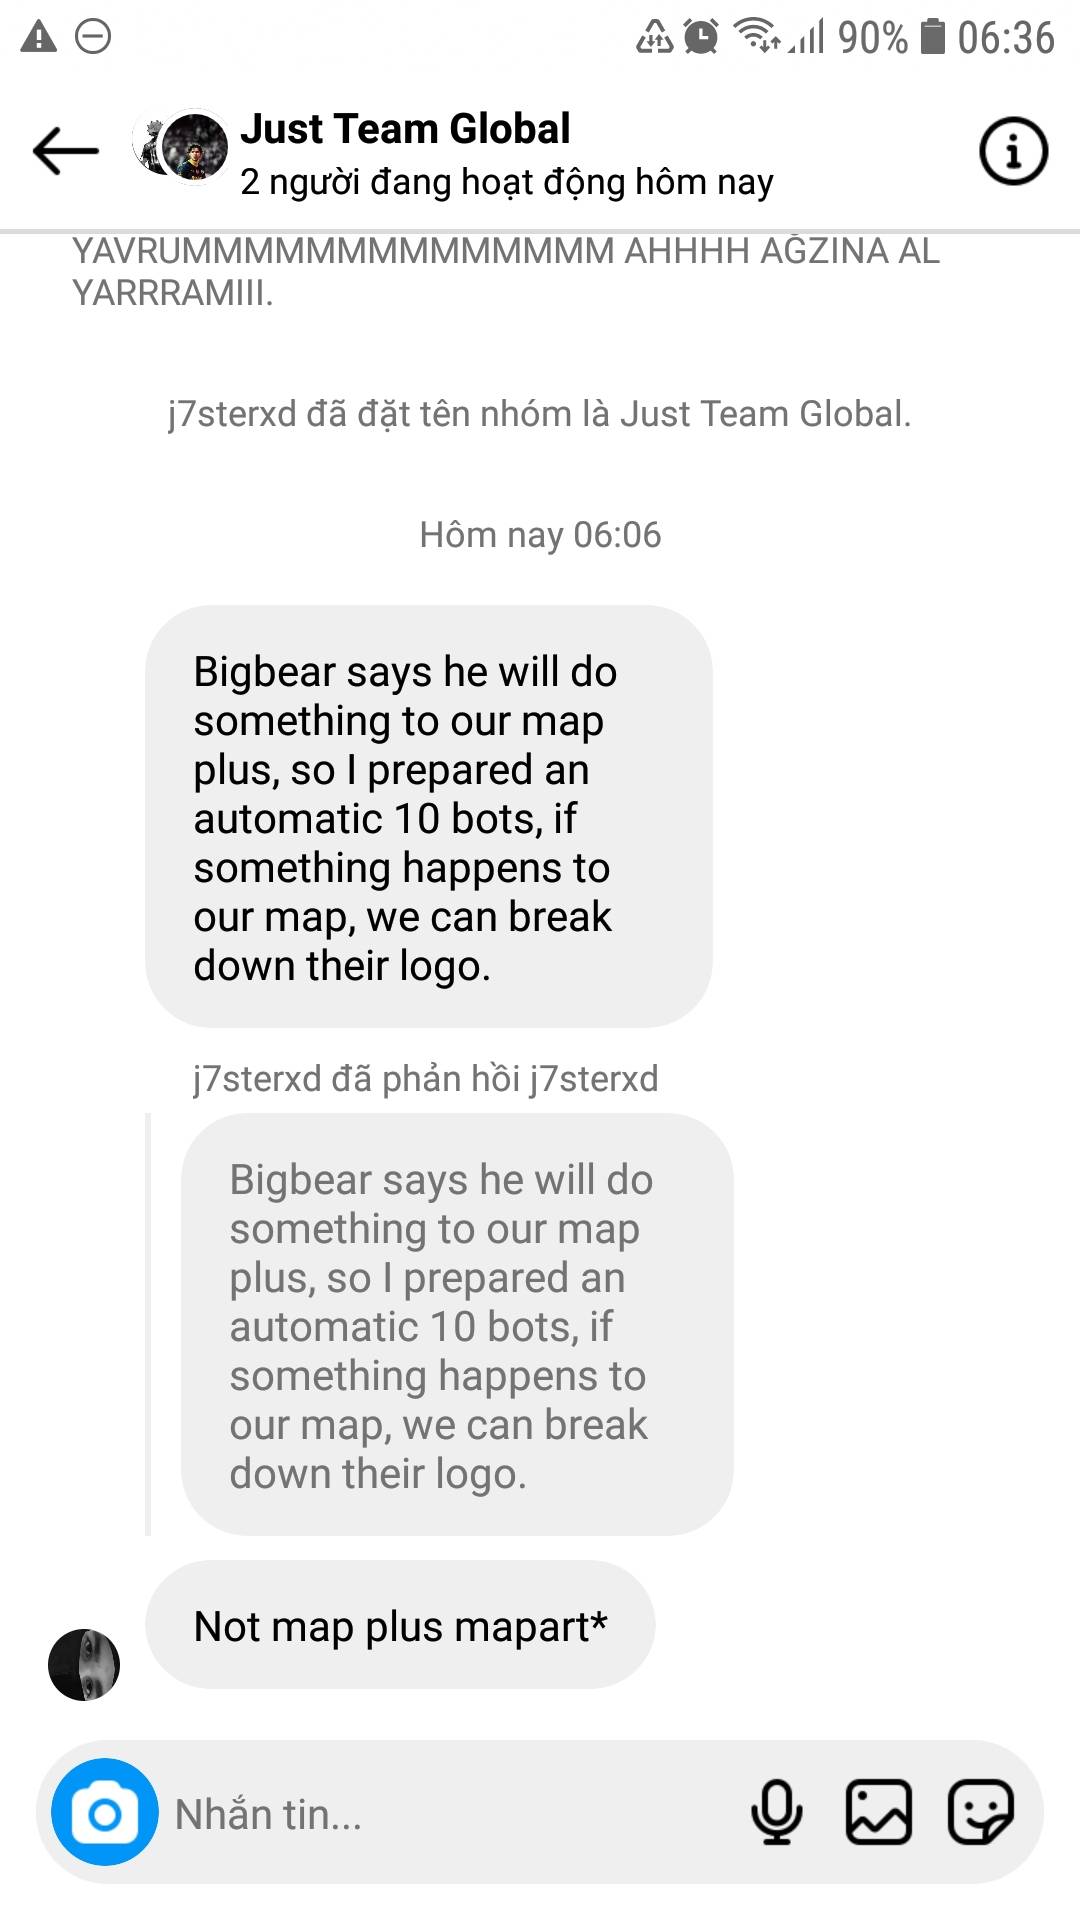 90% 06:36
Just Team Global
2 người đang hoạt động hôm nay
YAVRUMMMMMMMMMMMMMM AHHHH AĞZINA AL
YARRRAMIII.
j7sterxd đã đặt tên nhóm là Just Team Global.
Hôm nay 06:06
Bigbear says he will do
something to our map
plus, so I prepared an
automatic 10 bots, if
something happens to
our map, we can break
down their logo.
j7sterxd đã phản hồi j7sterxd
Bigbear says he will do
something to our map
plus, so I prepared an
automatic 10 bots, if
something happens to
our map, we can break
down their logo.
Not map plus mapart*
Nhắn tin...